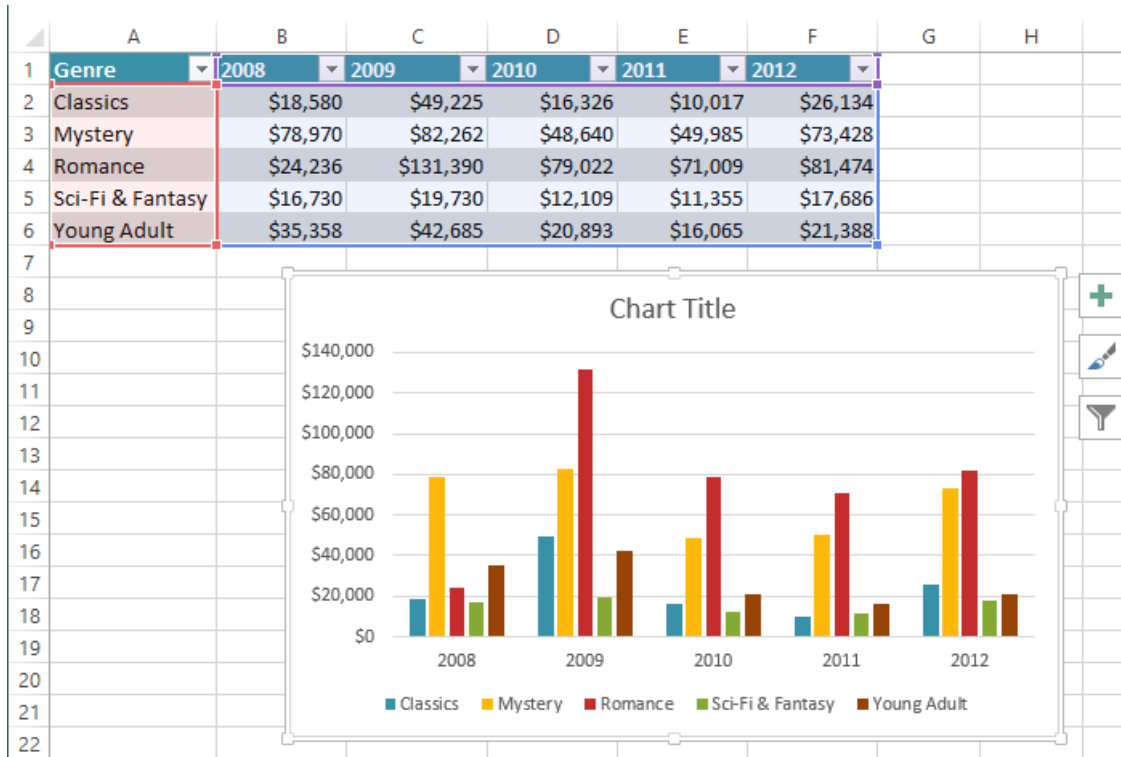 A B C D E F G H
1 Genre 2008 2009 2010 2011 2012
2 Classics $18,580 $49,225 $16,326 $10,017 $26,134
3 Mystery $78,970 $82,262 $48,640 $49,985 $73,428
4 Romance $24,236 $131,390 $79,022 $71,009 $81,474
5 Sci-Fi & Fantasy $16,730 $19,730 $12,109 $11,355 $17,686
6 Young Adult $35,358 $42,685 $20,893 $16,065 $21,388
7
8
9
10
11
12
13
14
15
16
17
18
19
20
21
22
Chart Title
$140,000
$120,000
$100,000
$80,000
$60,000
$40,000
$20,000
$0
2008 2009 2010 2011 2012
Classics Mystery Romance Sci-Fi & Fantasy Young Adult